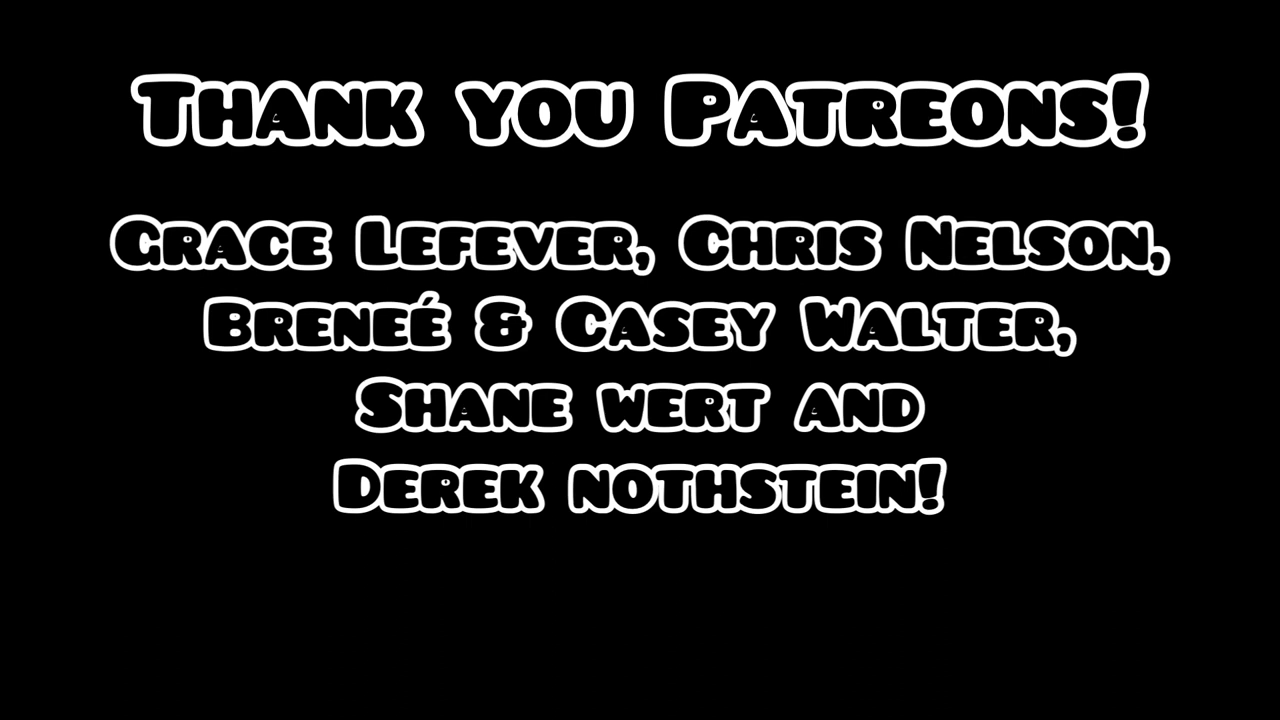 Thank you Patreons!
Grace Lefever, Chris Nelson,
Breneé & Casey Walter,
Shane wert and
Derek nothstein!